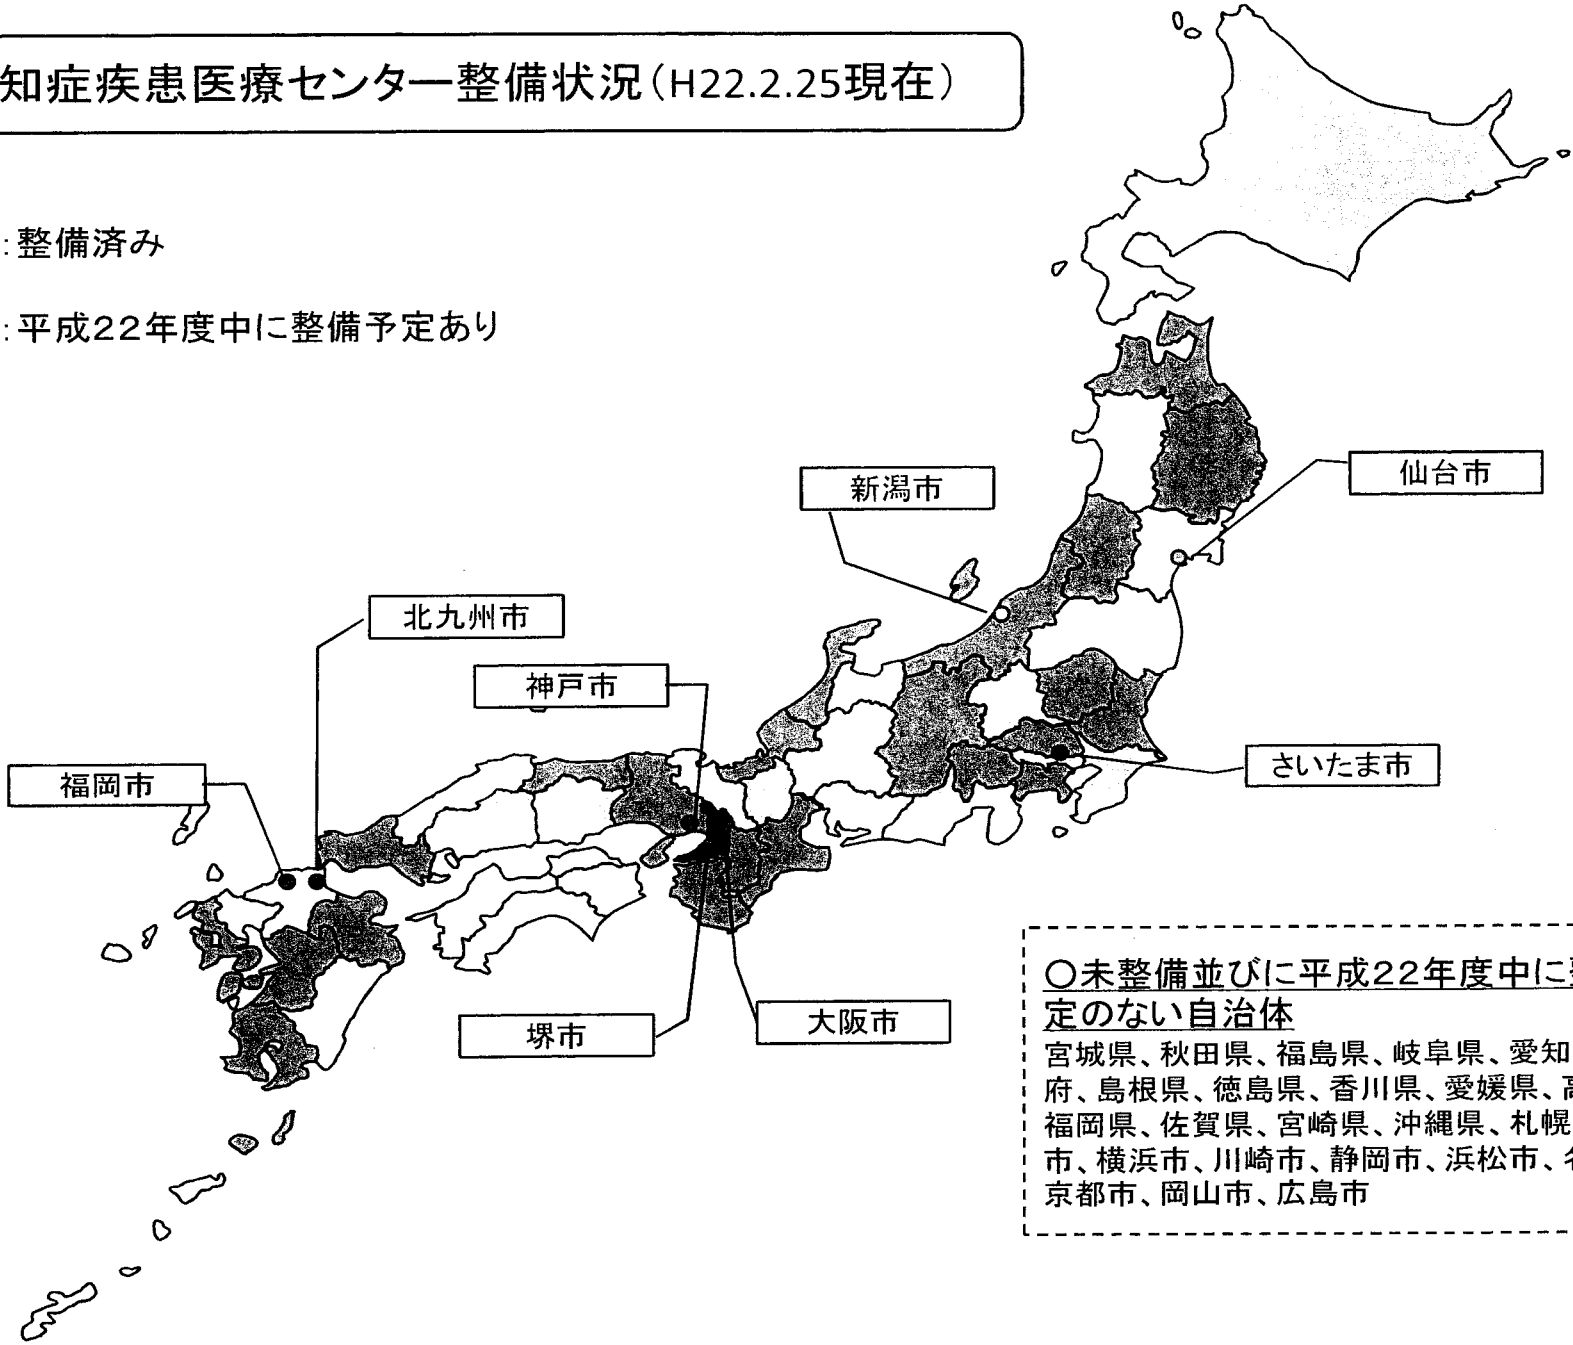 知症疾患医療センター整備状況（H22.2.25現在）
：整備済み
：平成２２年度中に整備予定あり
仙台市
新潟市
北九州市
神戸市
さいたま市
福岡市
大阪市
堺市
〇未整備並びに平成２２年度中に
定のない自治体
宮城県、秋田県、福島県、岐阜県、愛知
府、島根県、徳島県、香川県、愛媛県、
福岡県、佐賀県、宮崎県、沖縄県、札幌
市、横浜市、川崎市、静岡市、浜松市、
京都市、岡山市、広島市